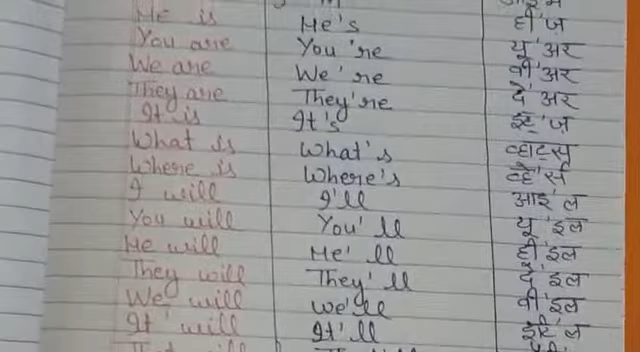 He is He's ही'ज
You are You're यू'अर
We are We're वी'अर
They are They're दे'अर
It is It's इट'ज
What is What's व्हाट्स
Where is Where's व्हे'र्स
I will I'll आई'ल
You will You'll यू'इल
He will He'll ही'इल
They will They'll दे'इल
We will We'll वी'इल
It will It'll इटि'ल